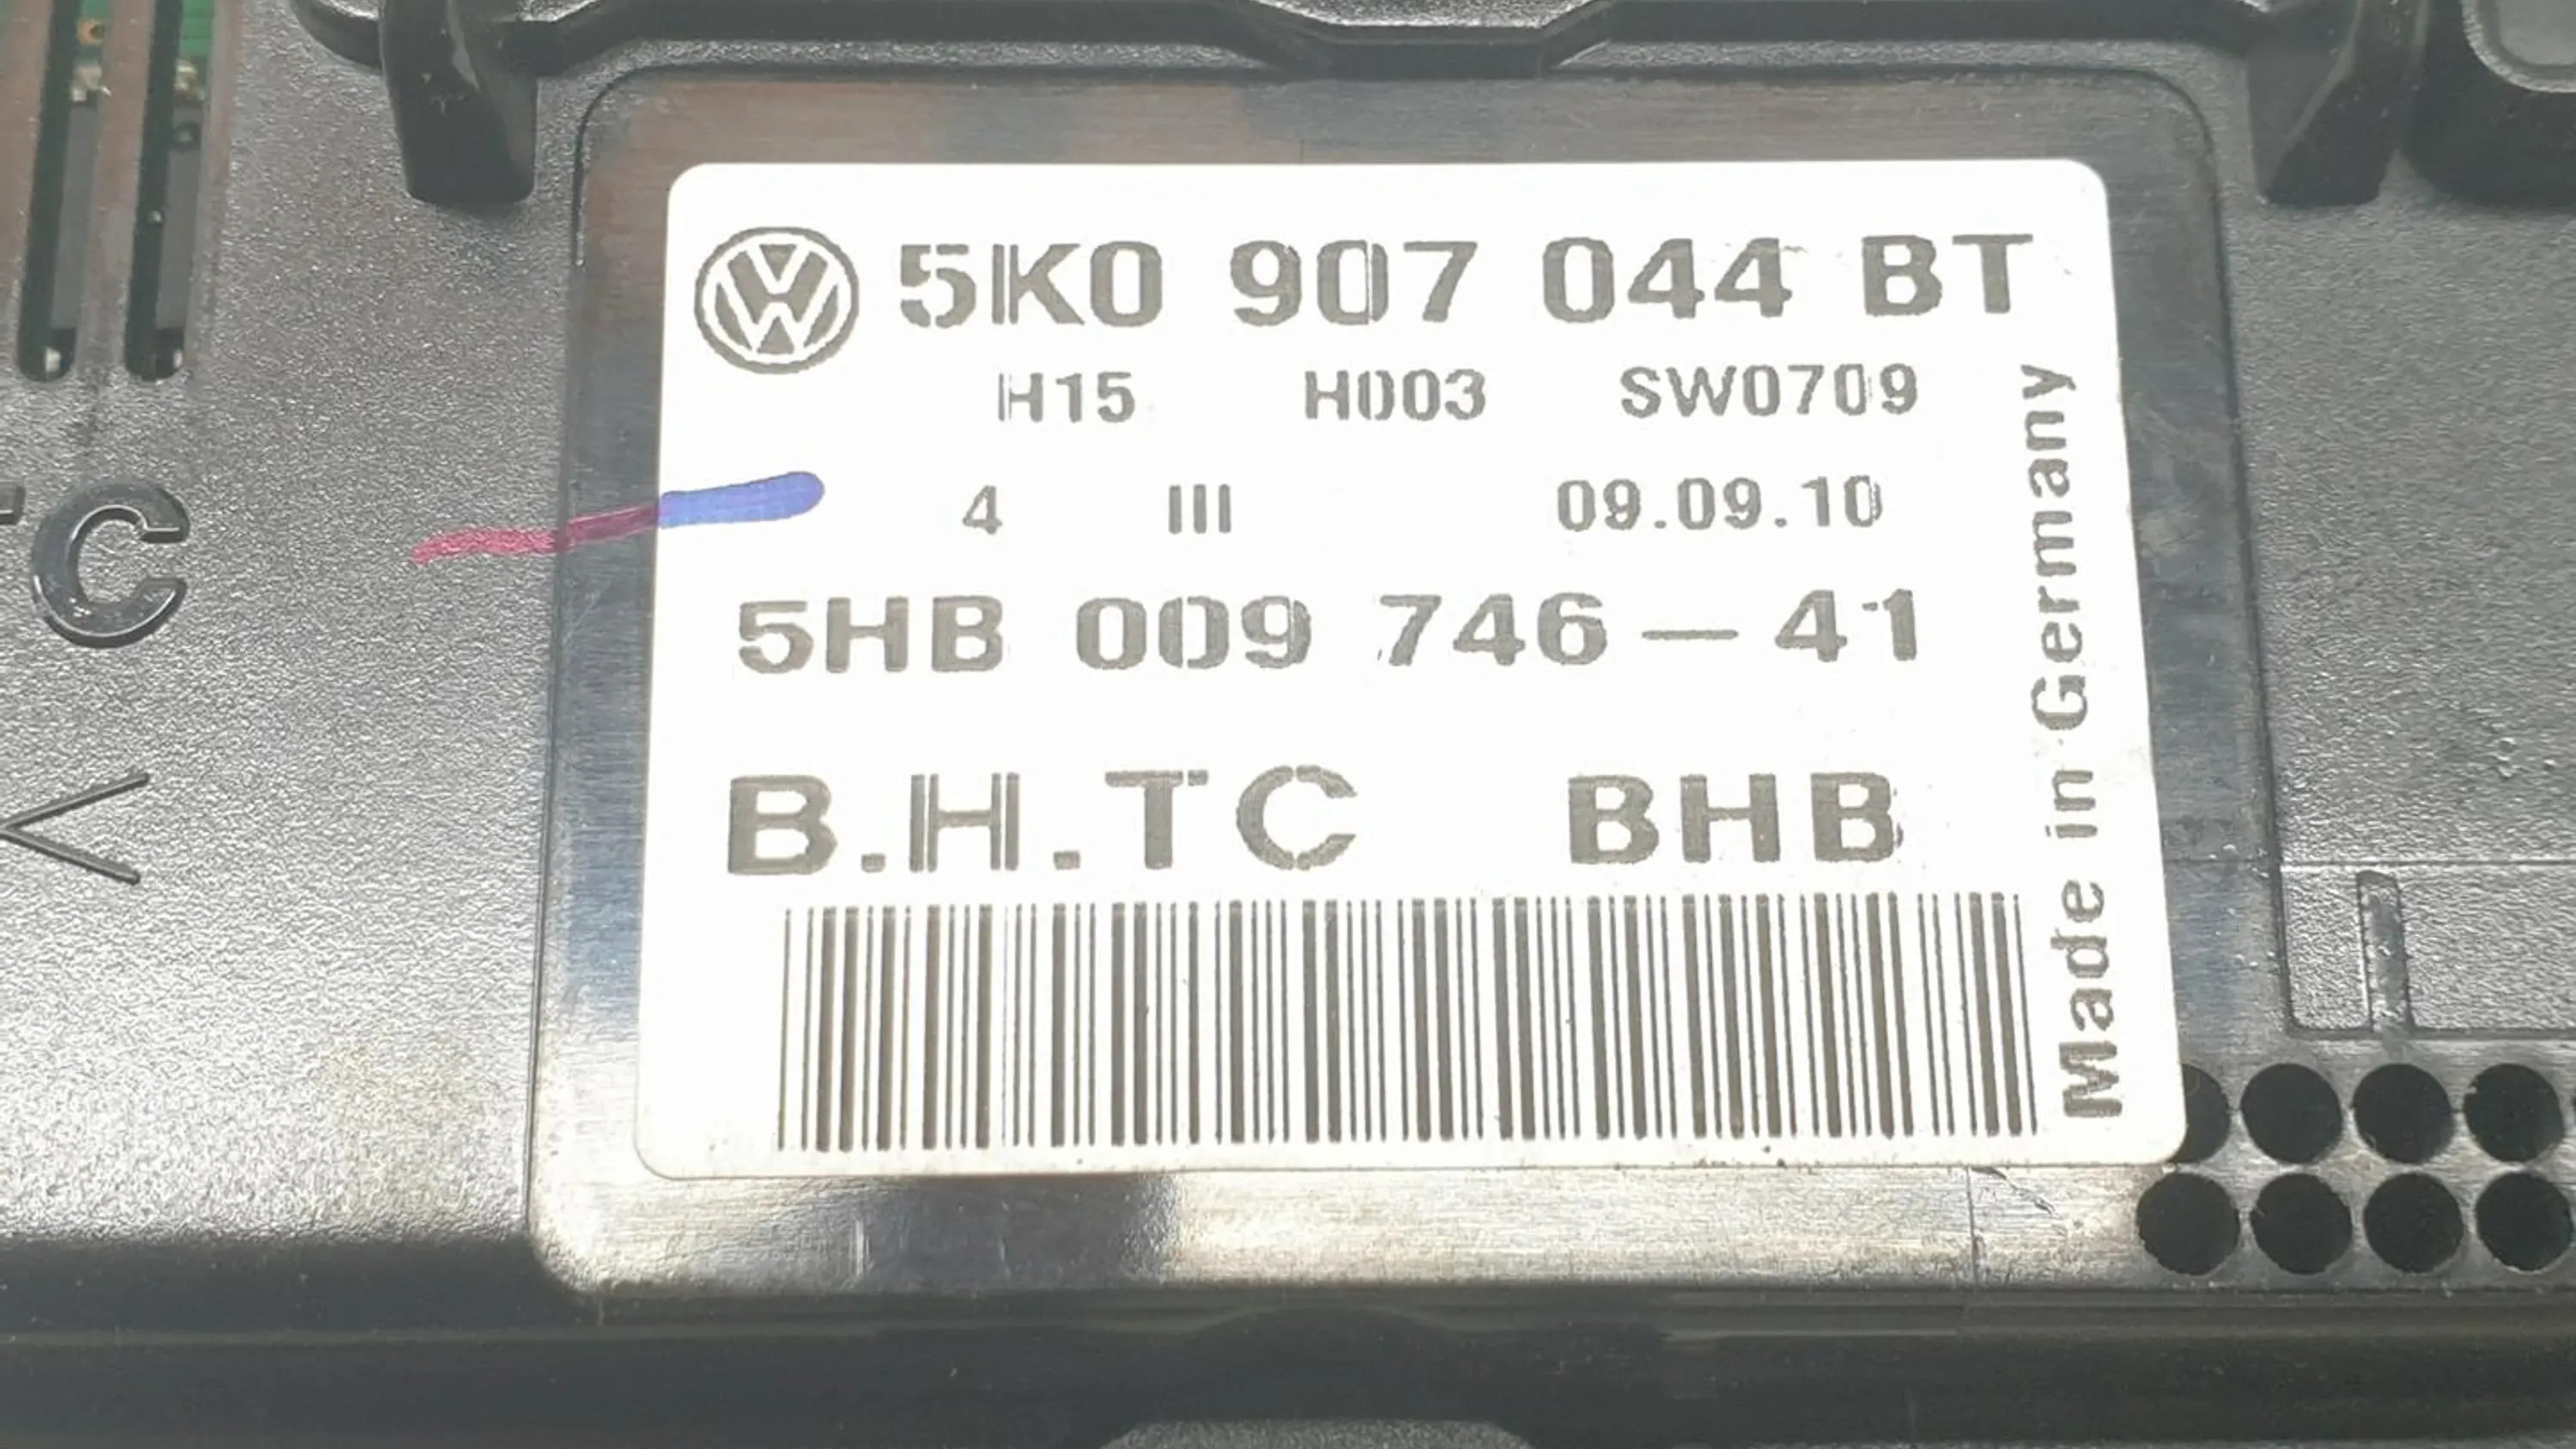 5K0 907 044 BT
H15 H003 SW0709
4 III 09.09.10
5HB 009 746-41
B.H.TC BHB
Made in Germany
TC
V